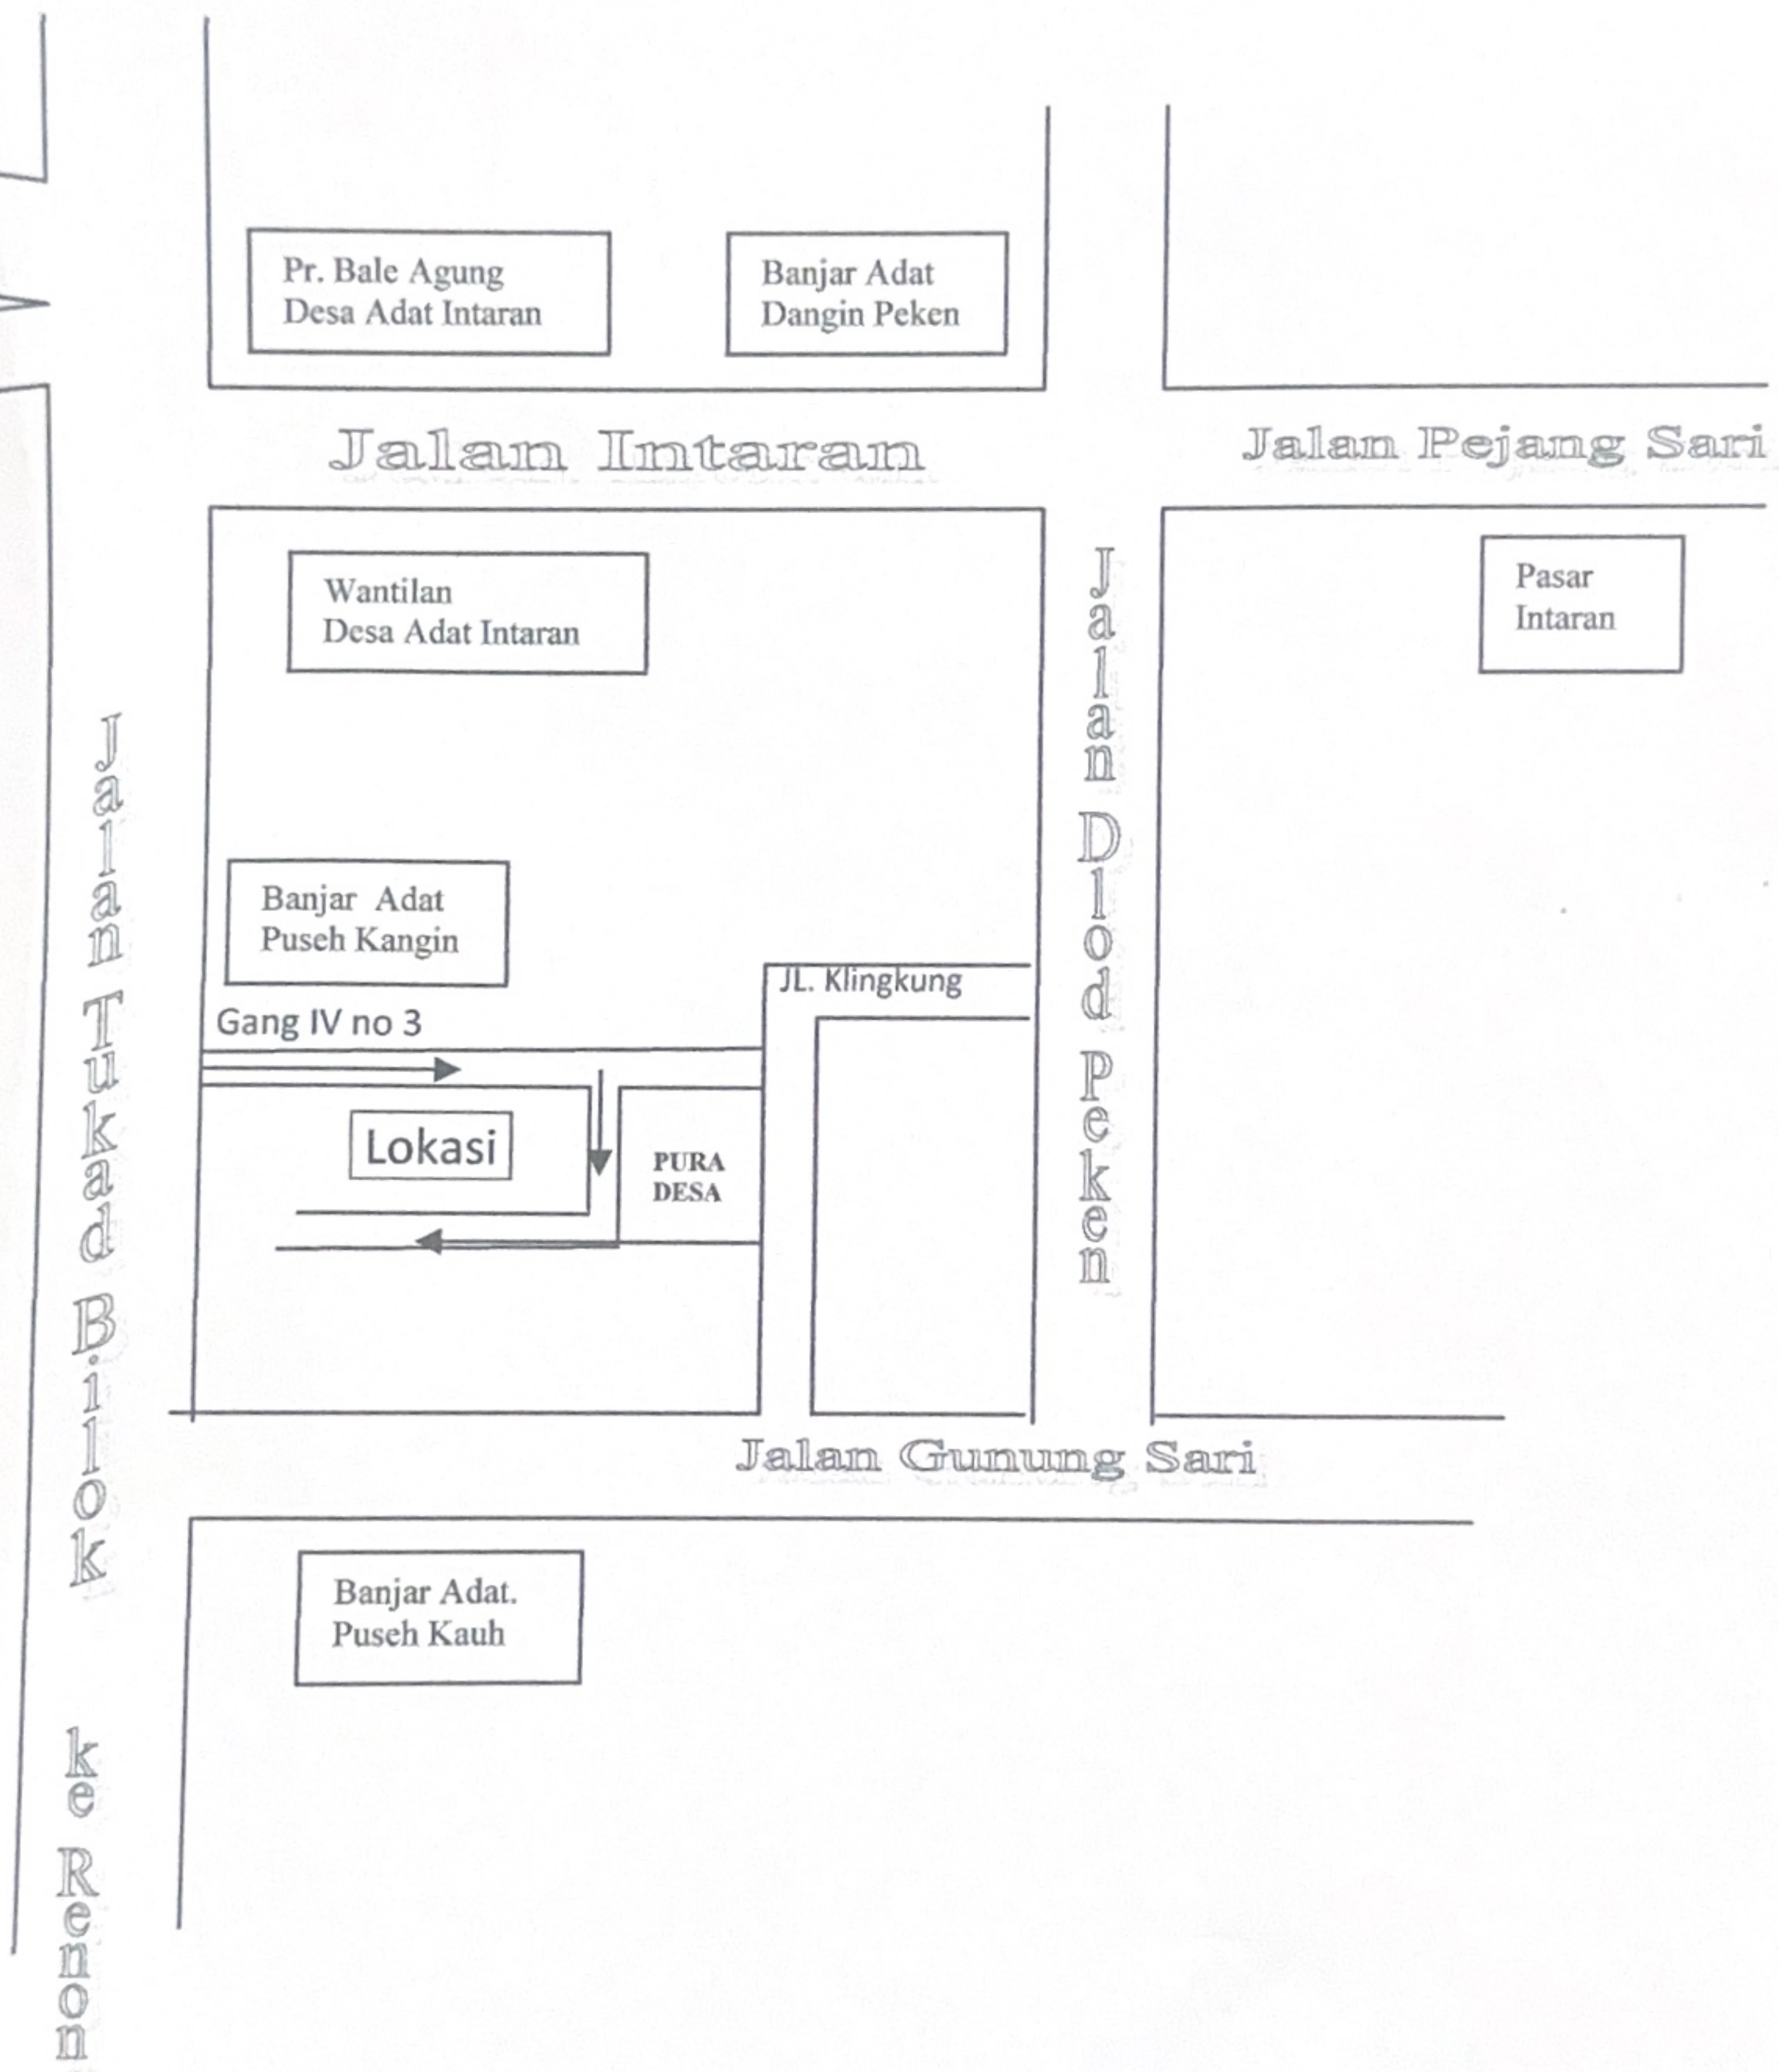 Pr. Bale Agung
Desa Adat Intaran
Banjar Adat
Dangin Peken
Jalan Intaran
Jalan Pejang Sari
Wantilan
Desa Adat Intaran
Pasar
Intaran
Jalan Dlod Peken
Jalan Tukad Bilok
ke Renon
Banjar Adat
Puseh Kangin
JL. Klingkung
Gang IV no 3
Lokasi
PURA
DESA
Jalan Gunung Sari
Banjar Adat.
Puseh Kauh